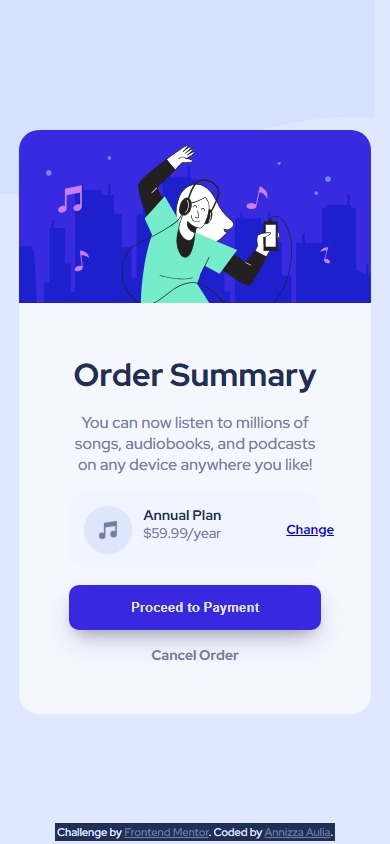 Order Summary
You can now listen to millions of
songs, audiobooks, and podcasts
on any device anywhere you like!
Annual Plan
$59.99/year
Change
Proceed to Payment
Cancel Order
Challenge by Frontend Mentor. Coded by Annizza Aulia.